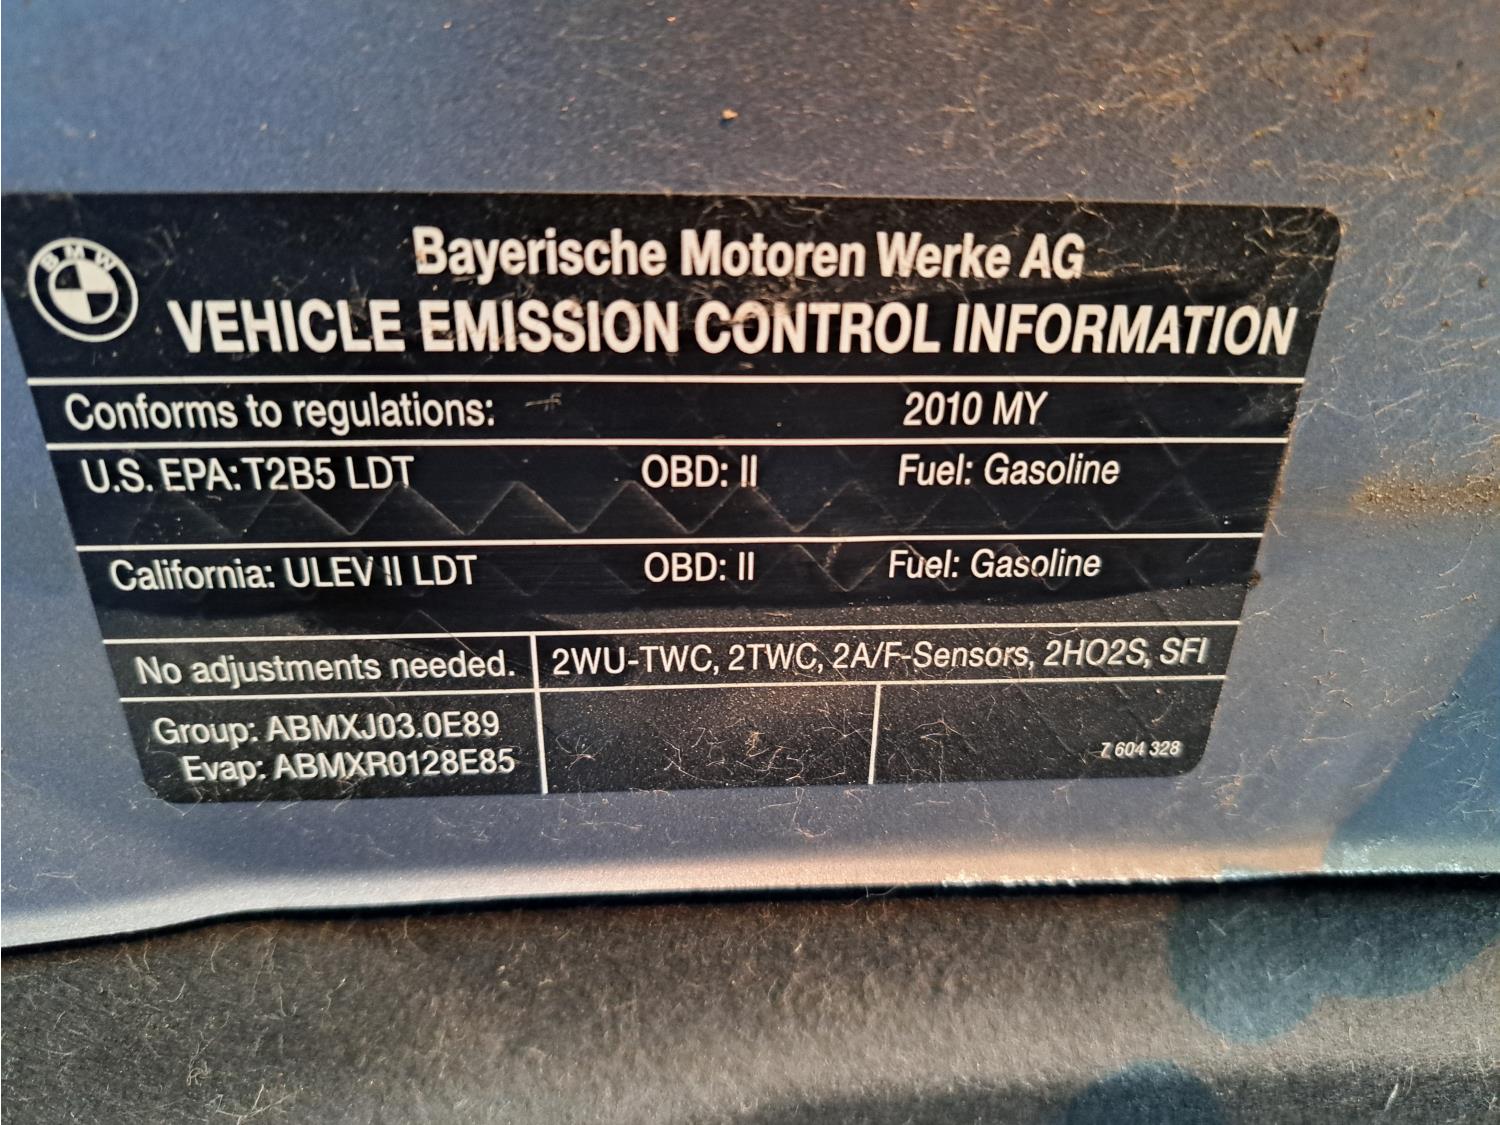 BMW
Bayerische Motoren Werke AG
VEHICLE EMISSION CONTROL INFORMATION
Conforms to regulations: 2010 MY
U.S. EPA: T2B5 LDT OBD: II Fuel: Gasoline
California: ULEV II LDT OBD: II Fuel: Gasoline
No adjustments needed. 2WU-TWC, 2TWC, 2A/F-Sensors, 2HO2S, SFI
Group: ABMXJ03.0E89
Evap: ABMXR0128E85
7 604 328